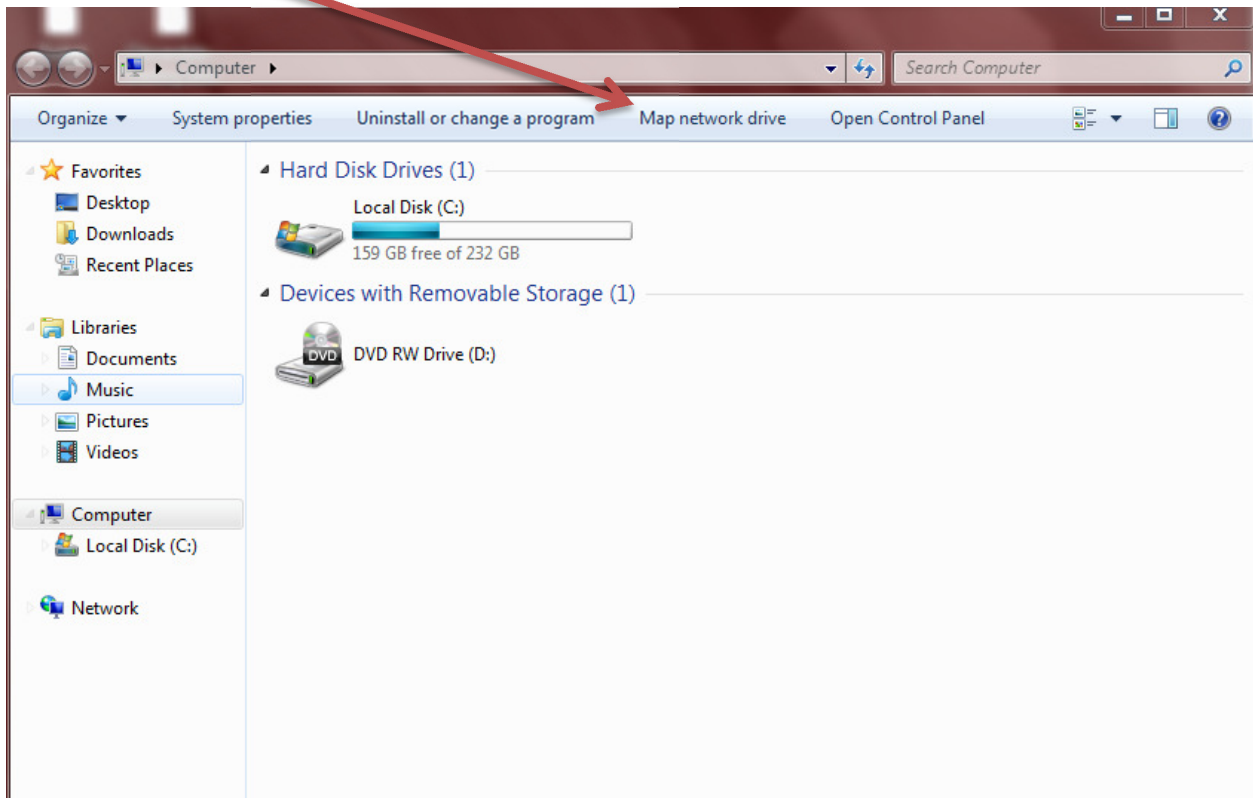 Computer
Search Computer
Organize System properties Uninstall or change a program Map network drive Open Control Panel
Favorites
Desktop
Downloads
Recent Places
Libraries
Documents
Music
Pictures
Videos
Computer
Local Disk (C:)
Network
Hard Disk Drives (1)
Local Disk (C:)
159 GB free of 232 GB
Devices with Removable Storage (1)
DVD
DVD RW Drive (D:)